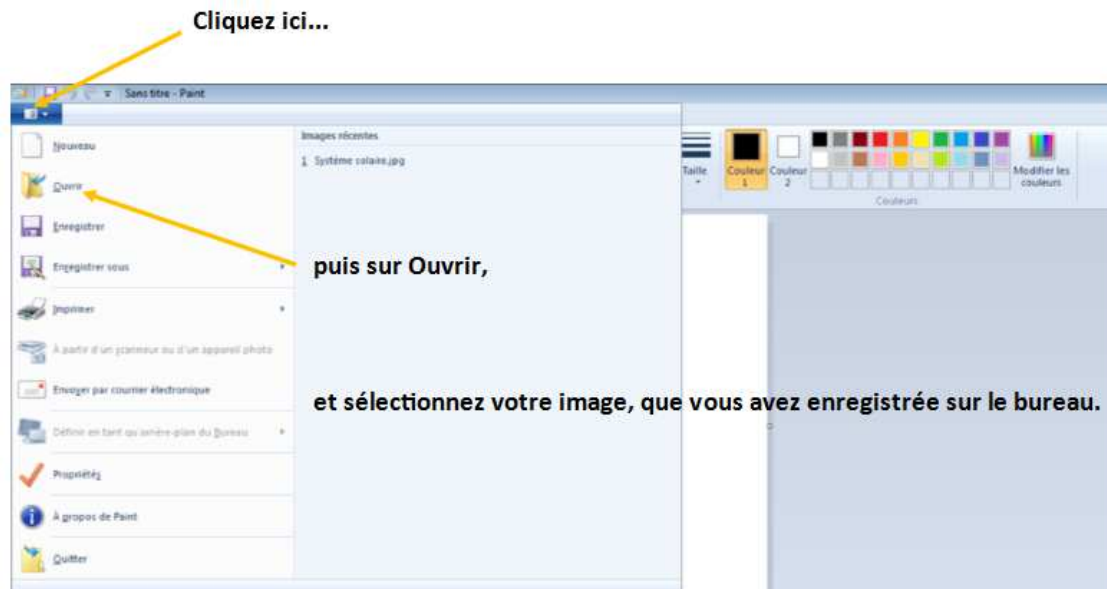 Cliquez ici...
Sans titre - Paint
Nouveau
Images récentes
1 Système solaire.jpg
Ouvrir
Taille
Couleur 1
Couleur 2
Modifier les couleurs
Couleurs
Enregistrer
Enregistrer sous
puis sur Ouvrir,
Imprimer
À partir d'un scanneur ou d'un appareil photo
Envoyer par courrier électronique
et sélectionnez votre image, que vous avez enregistrée sur le bureau.
Définir en tant qu'arrière-plan du Bureau
Propriétés
À propos de Paint
Quitter